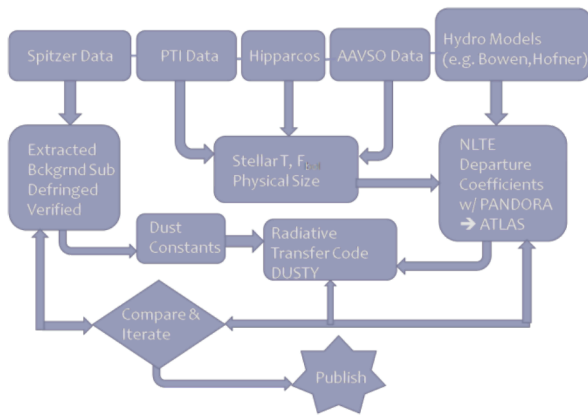 Spitzer Data
PTI Data
Hipparcos
AAVSO Data
Hydro Models
(e.g. Bowen,Hofner)
Extracted
Bckgrnd Sub
Defringed
Verified
Stellar T, F
Physical Size
NLTE
Departure
Coefficients
w/ PANDORA
➔ ATLAS
Dust
Constants
Radiative
Transfer Code
DUSTY
Compare &
Iterate
Publish